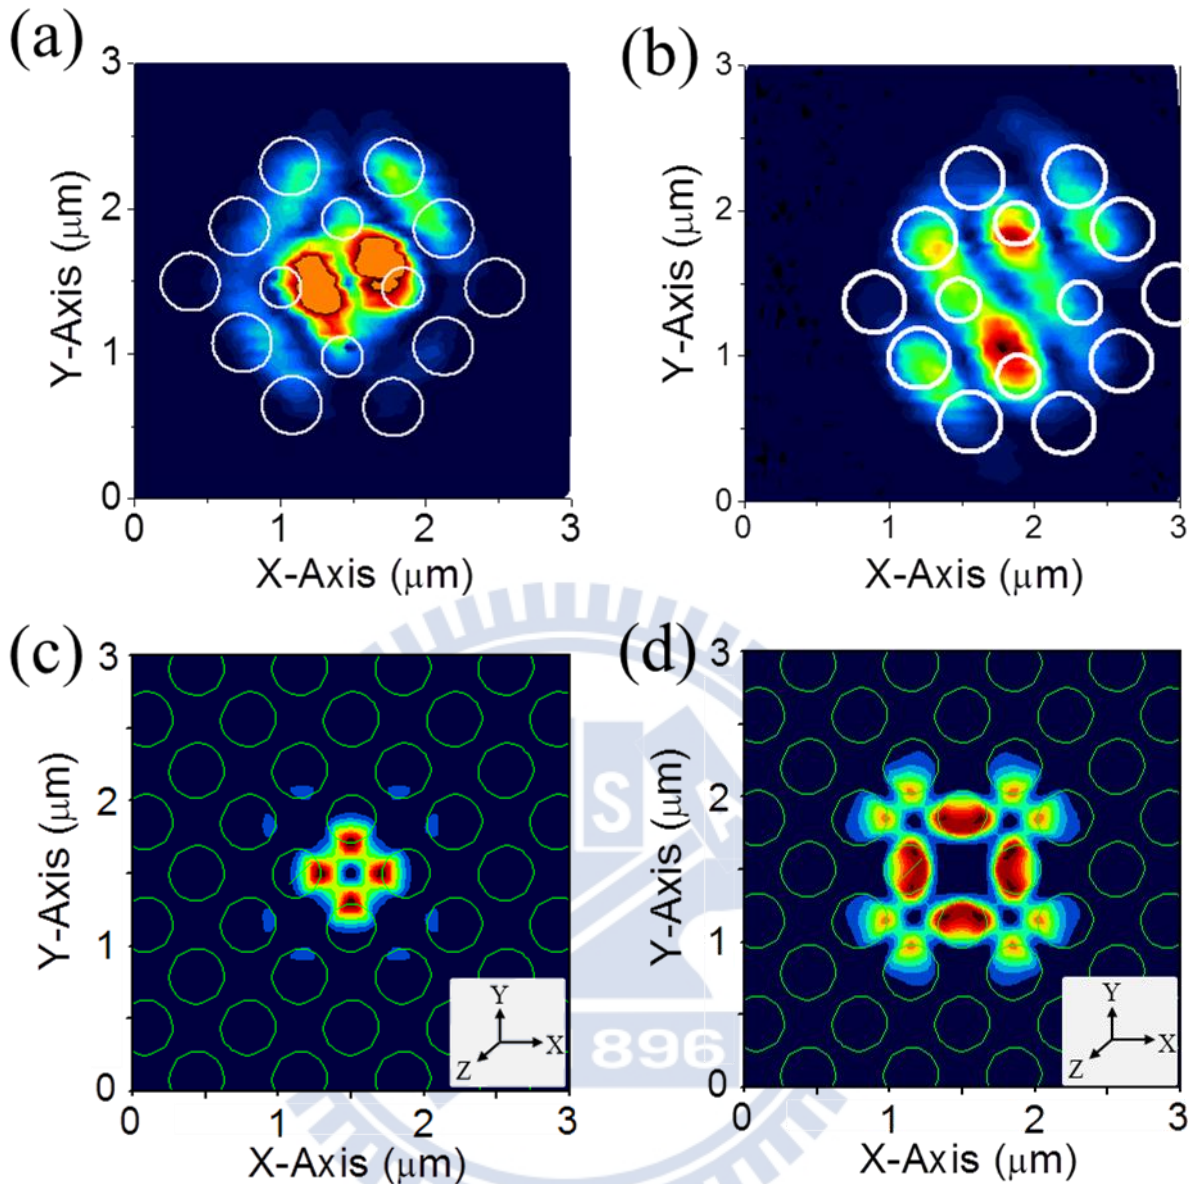 (a)
(b)
3
2
1
0
Y-Axis (μm)
0 1 2 3
X-Axis (μm)
3
2
1
0
Y-Axis (μm)
0 1 2 3
X-Axis (μm)
(c)
(d)
3
2
1
0
Y-Axis (μm)
0 1 2 3
X-Axis (μm)
Y
X
Z
3
2
1
0
Y-Axis (μm)
0 1 2 3
X-Axis (μm)
Y
X
Z
S A
896